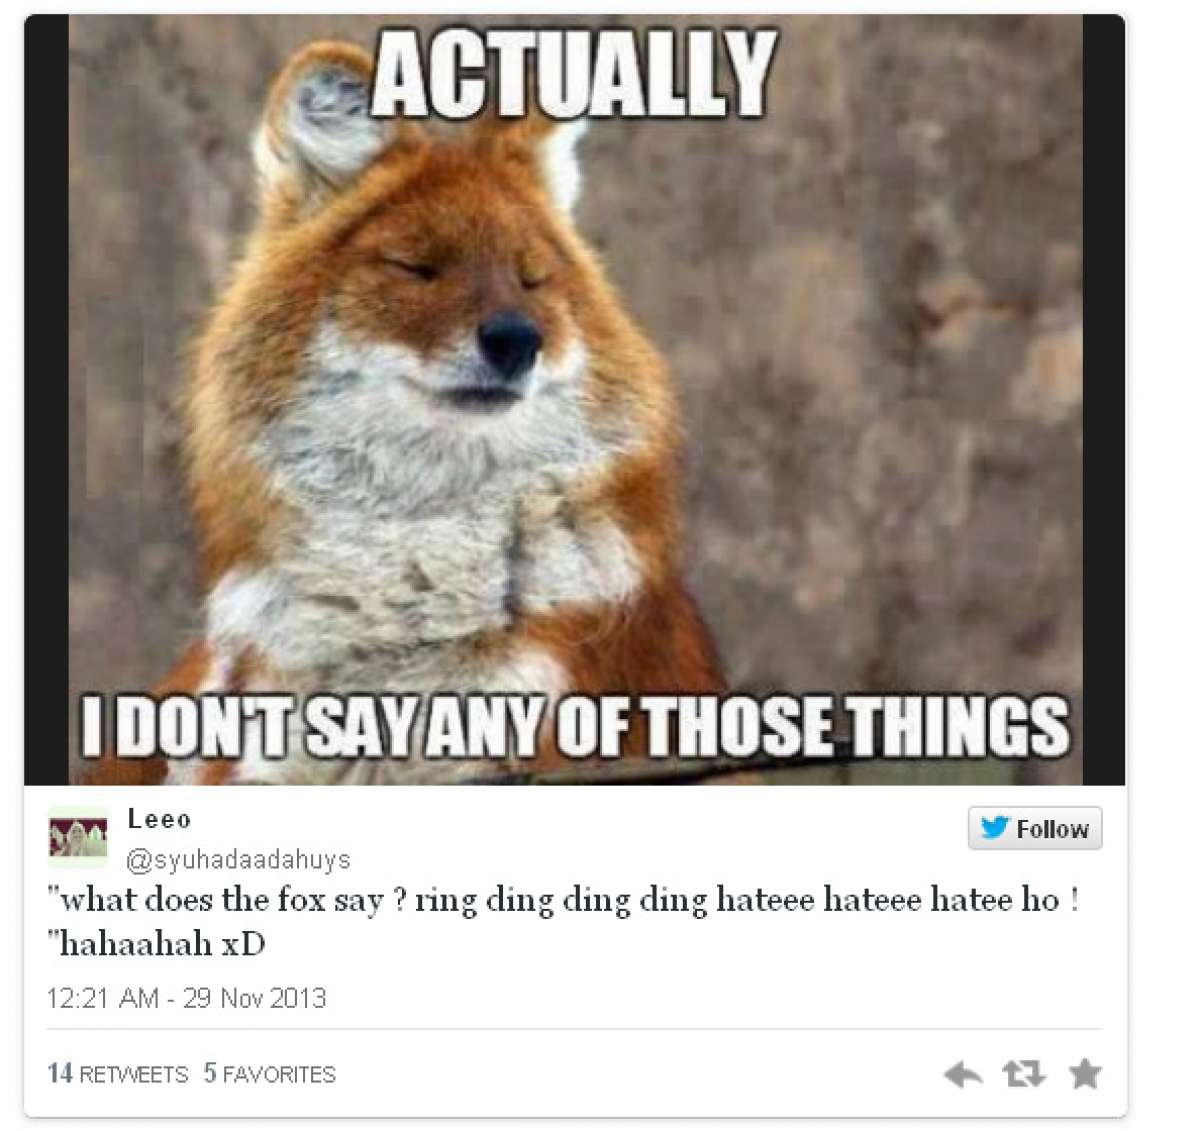 ACTUALLY
I DON'T SAY ANY OF THOSE THINGS
Leeo
Follow
@syuhadaadahuys
"what does the fox say ? ring ding ding ding hateee hateee hatee ho !
"hahaahah xD
12:21 AM - 29 Nov 2013
14 RETWEETS 5 FAVORITES